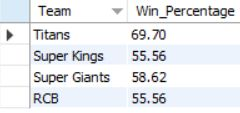 Team Win_Percentage
Titans 69.70
Super Kings 55.56
Super Giants 58.62
RCB 55.56